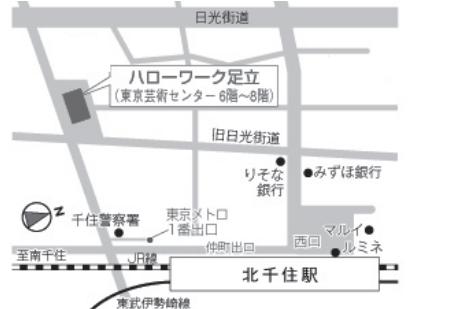 日光街道
ハローワーク足立
(東京芸術センター 6階〜8階)
旧日光街道
りそな
銀行
みずほ銀行
N
千住警察署
東京メトロ
1番出口
仲町出口
西口
マルイ
ルミネ
至南千住
JR線
北千住駅
東武伊勢崎線